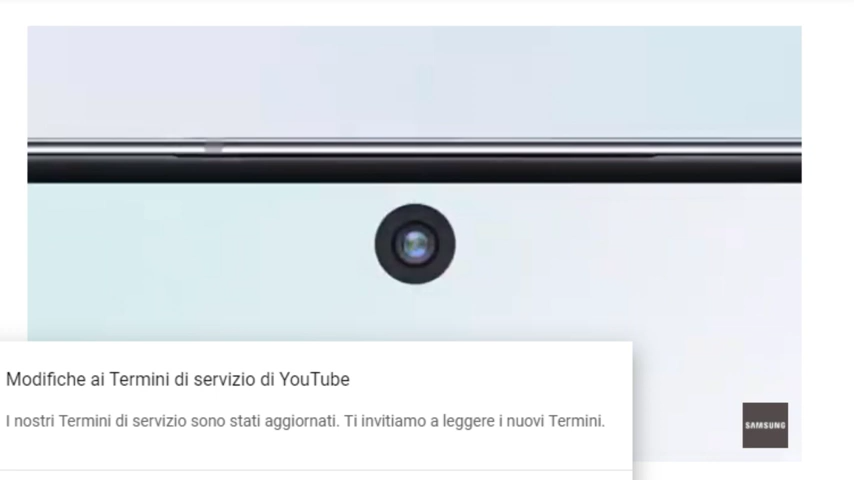 SAMSUNG
Modifiche ai Termini di servizio di YouTube
I nostri Termini di servizio sono stati aggiornati. Ti invitiamo a leggere i nuovi Termini.